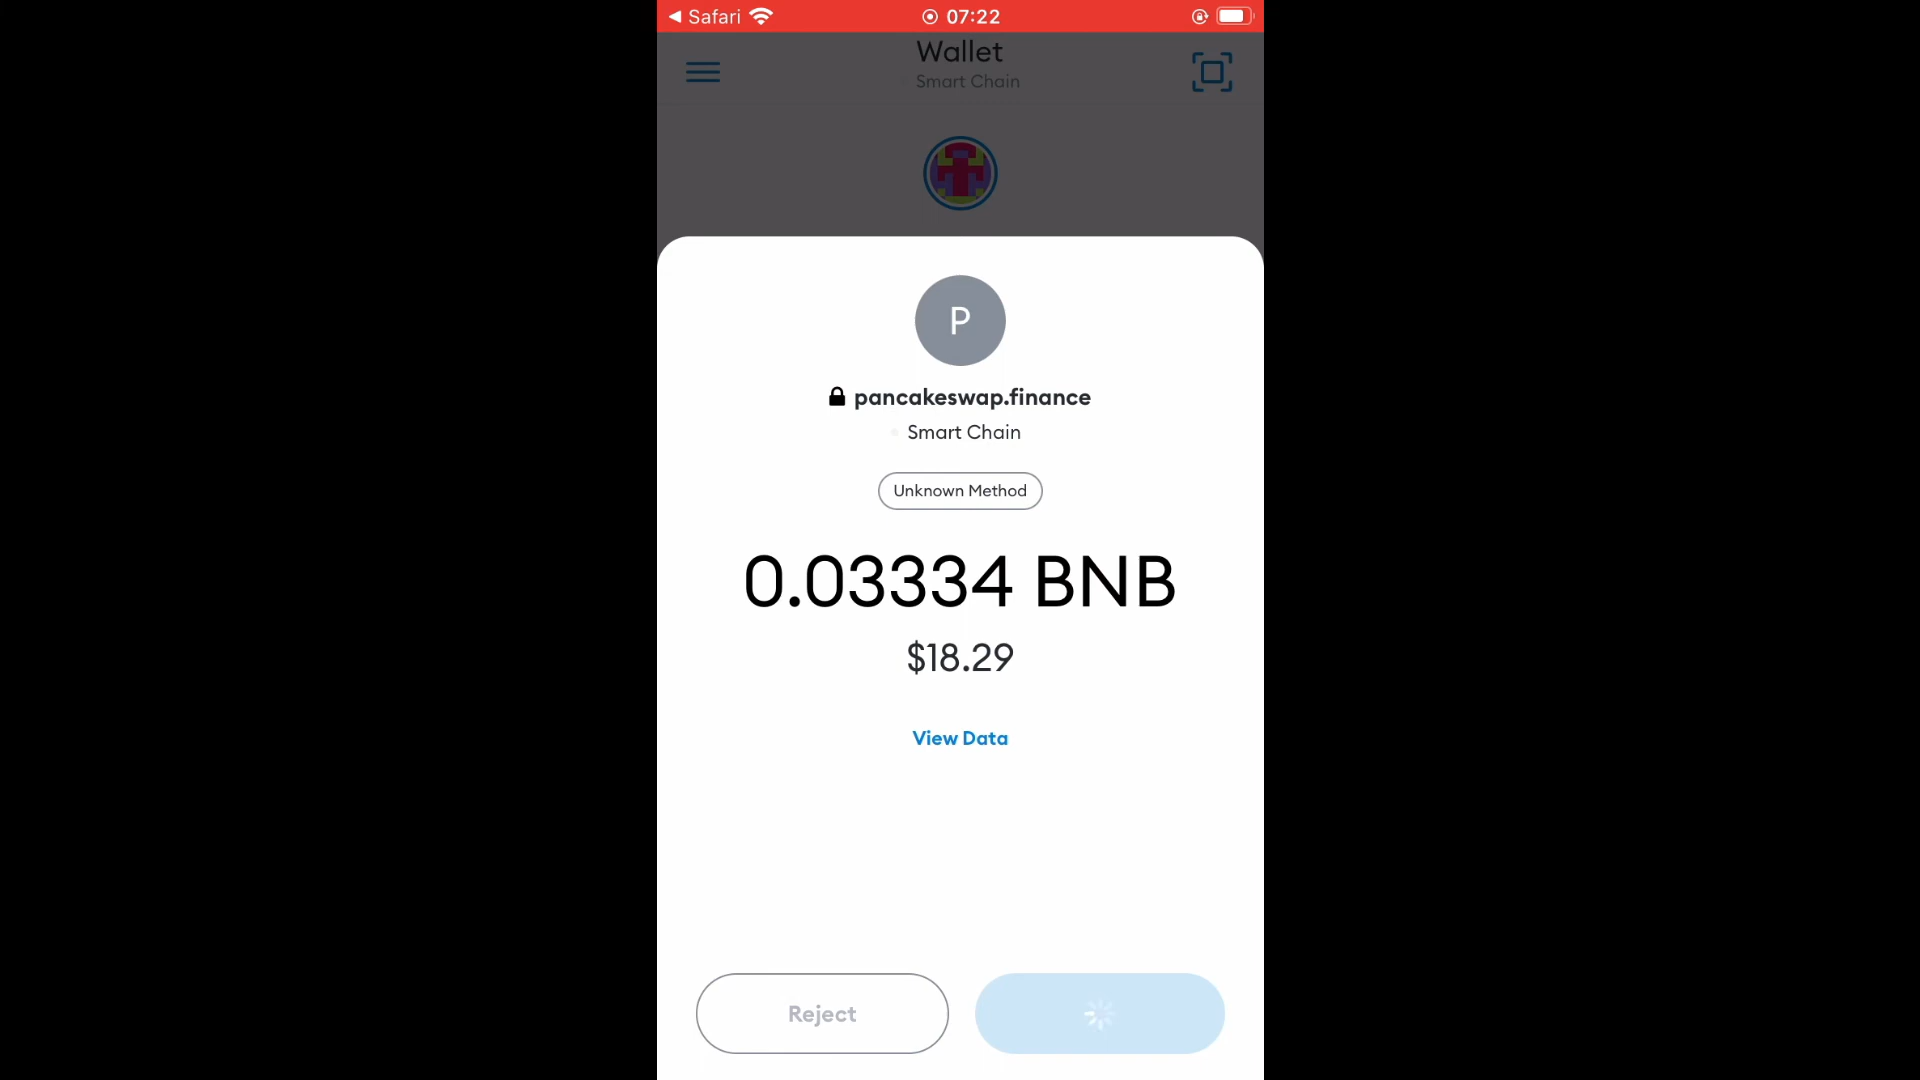 Safari 07:22
Wallet
Smart Chain
P
pancakeswap.finance
Smart Chain
Unknown Method
0.03334 BNB
$18.29
View Data
Reject